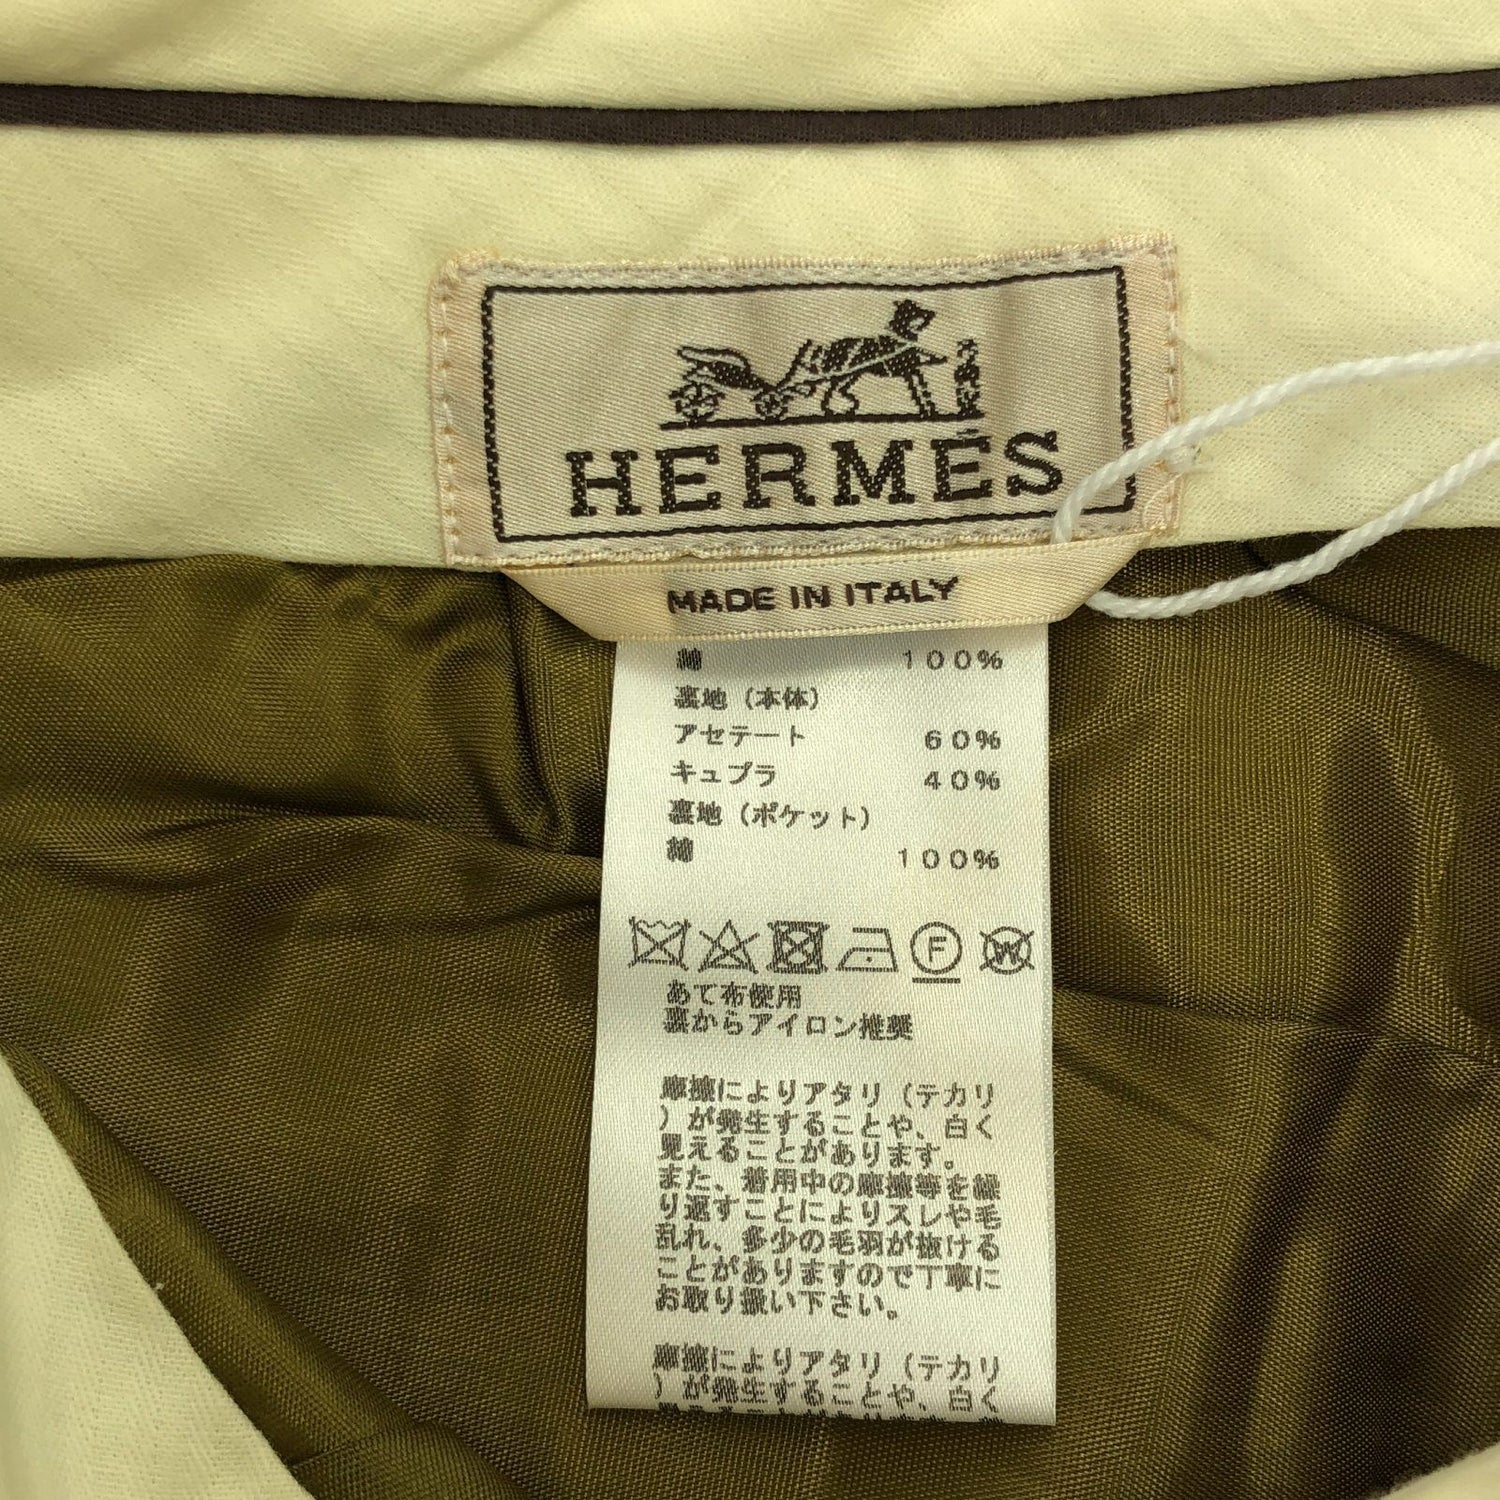 HERMÈS
MADE IN ITALY
綿 100%
裏地（本体）
アセテート 60%
キュプラ 40%
裏地（ポケット）
綿 100%
F W
あて布使用
裏からアイロン推奨
摩擦によりアタリ（テカリ
）が発生することや、白く
見えることがあります。
また、着用中の摩擦等を繰
り返すことによりスレや毛
乱れ、多少の毛羽が抜ける
ことがありますので丁寧に
お取り扱い下さい。
摩擦によりアタリ（テカリ
）が発生することや、白く